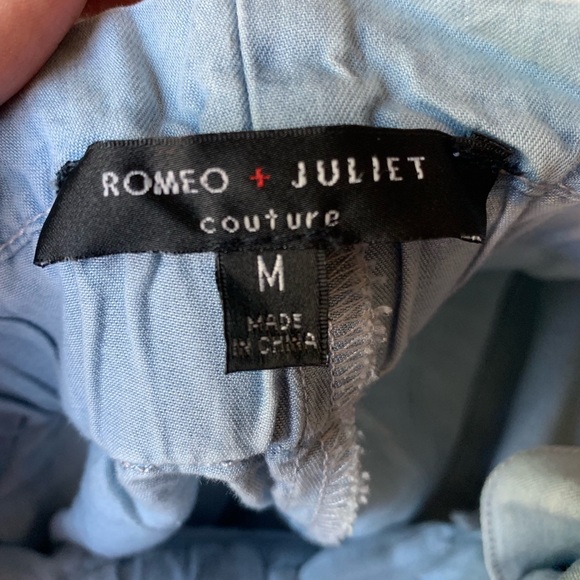 ROMEO + JULIET
couture
M
MADE
IN CHINA